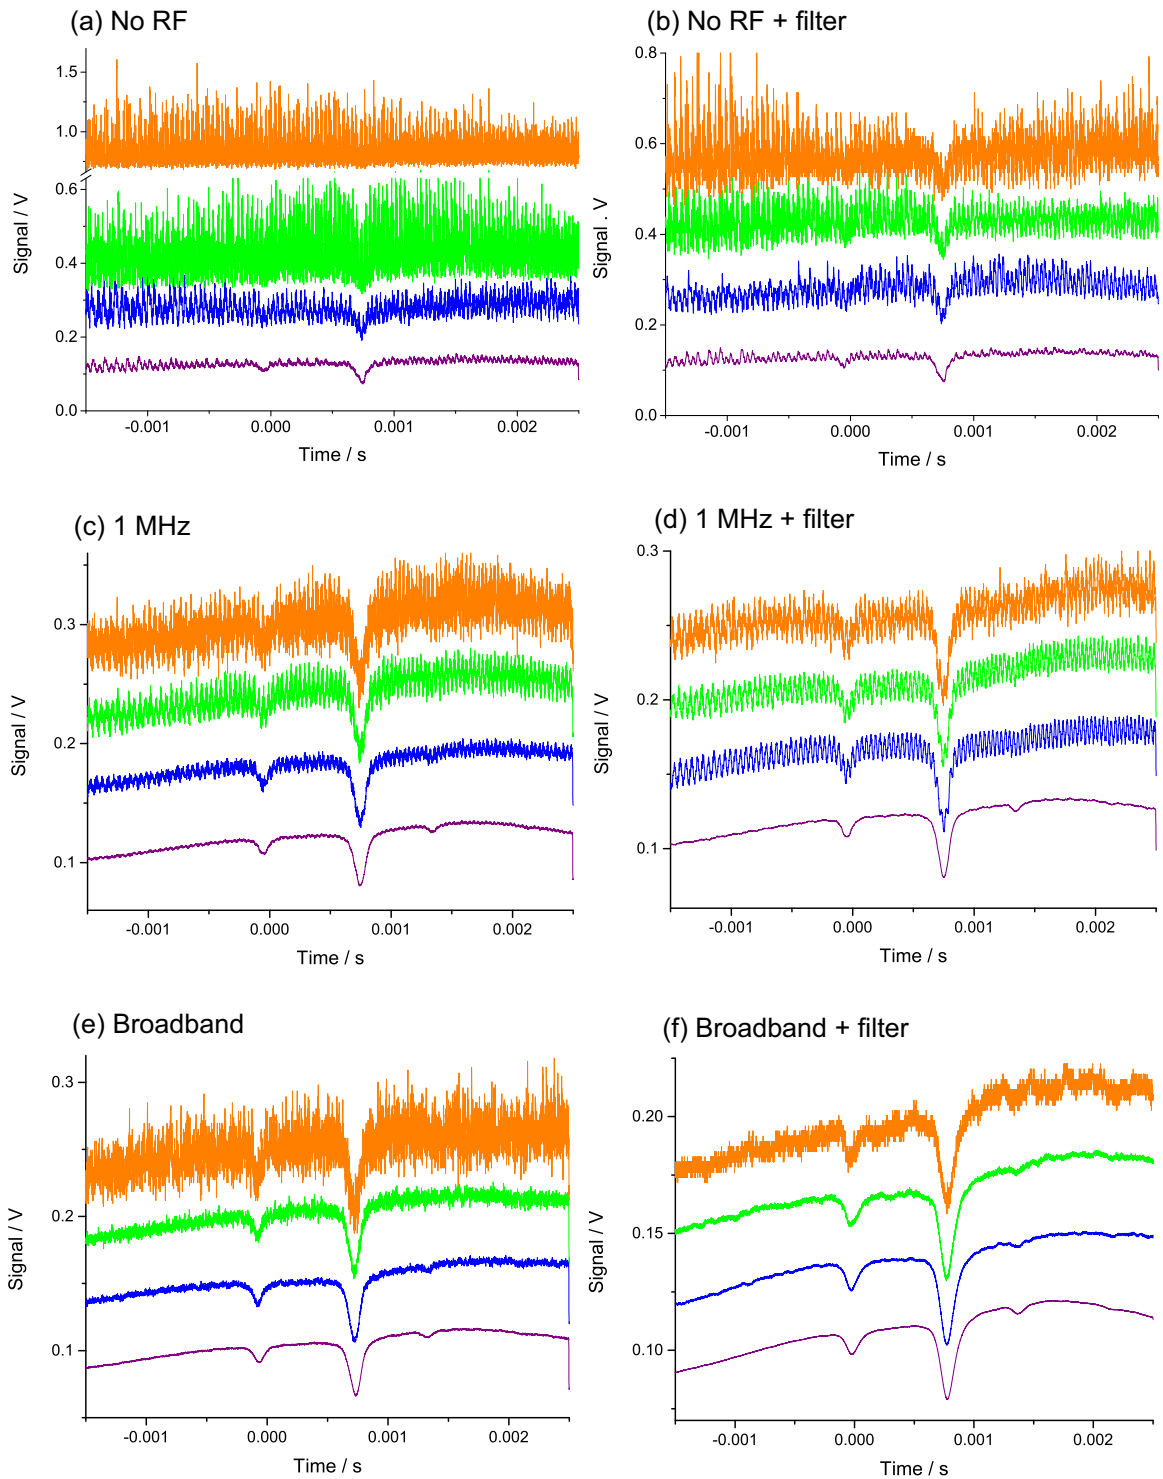 (a) No RF
(b) No RF + filter
1.5
1.0
0.6
0.4
0.2
0.0
Signal / V
-0.001 0.000 0.001 0.002
Time / s
0.8
0.6
0.4
0.2
0.0
Signal . V
-0.001 0.000 0.001 0.002
Time / s
(c) 1 MHz
(d) 1 MHz + filter
0.3
0.2
0.1
Signal / V
-0.001 0.000 0.001 0.002
Time / s
0.3
0.2
0.1
Signal / V
-0.001 0.000 0.001 0.002
Time / s
(e) Broadband
(f) Broadband + filter
0.3
0.2
0.1
Signal / V
-0.001 0.000 0.001 0.002
Time / s
0.20
0.15
0.10
Signal / V
-0.001 0.000 0.001 0.002
Time / s